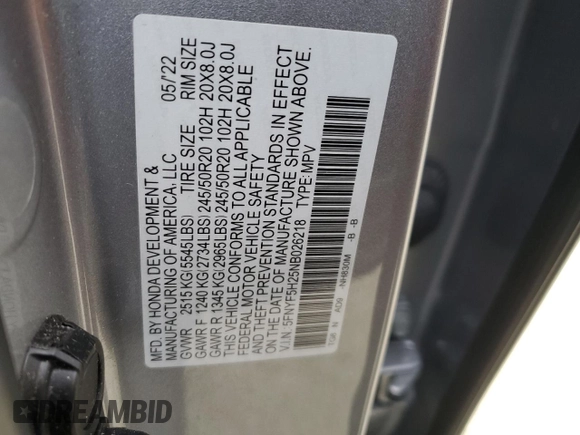 MFD. BY HONDA DEVELOPMENT & 05/22
MANUFACTURING OF AMERICA, LLC
GVWR 2515 KG(5545LBS) TIRE SIZE RIM SIZE
GAWR F 1240 KG(2734LBS) 245/50R20 102H 20X8.0J
GAWR R 1345 KG(2965LBS) 245/50R20 102H 20X8.0J
THIS VEHICLE CONFORMS TO ALL APPLICABLE
FEDERAL MOTOR VEHICLE SAFETY
AND THEFT PREVENTION STANDARDS IN EFFECT
ON THE DATE OF MANUFACTURE SHOWN ABOVE.
V.I.N: 5FNYF5H25NB026218 TYPE: MPV
N AD9 -NH830M -B -B
DREAMBID